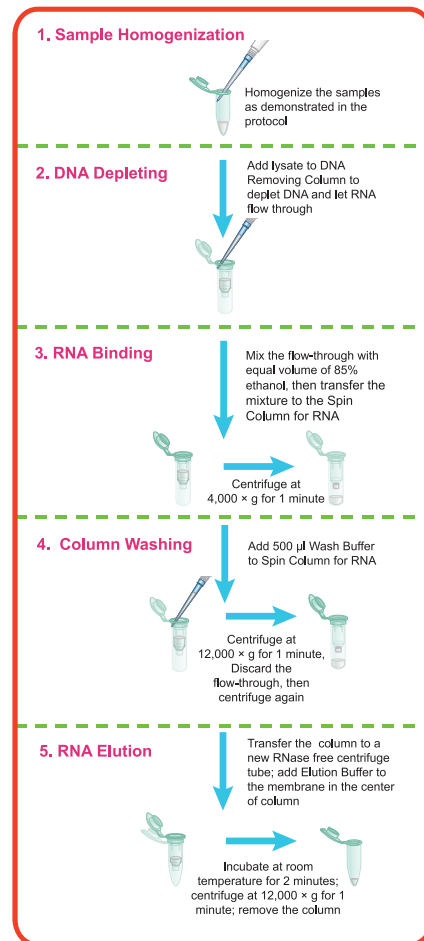 1. Sample Homogenization
Homogenize the samples
as demonstrated in the
protocol
2. DNA Depleting
Add lysate to DNA
Removing Column to
deplet DNA and let RNA
flow through
3. RNA Binding
Mix the flow-through with
equal volume of 85%
ethanol, then transfer the
mixture to the Spin
Column for RNA
Centrifuge at
4,000 × g for 1 minute
4. Column Washing
Add 500 µl Wash Buffer
to Spin Column for RNA
Centrifuge at
12,000 × g for 1 minute,
Discard the
flow-through, then
centrifuge again
5. RNA Elution
Transfer the column to a
new RNase free centrifuge
tube; add Elution Buffer to
the membrane in the center
of column
Incubate at room
temperature for 2 minutes;
centrifuge at 12,000 × g for 1
minute; remove the column